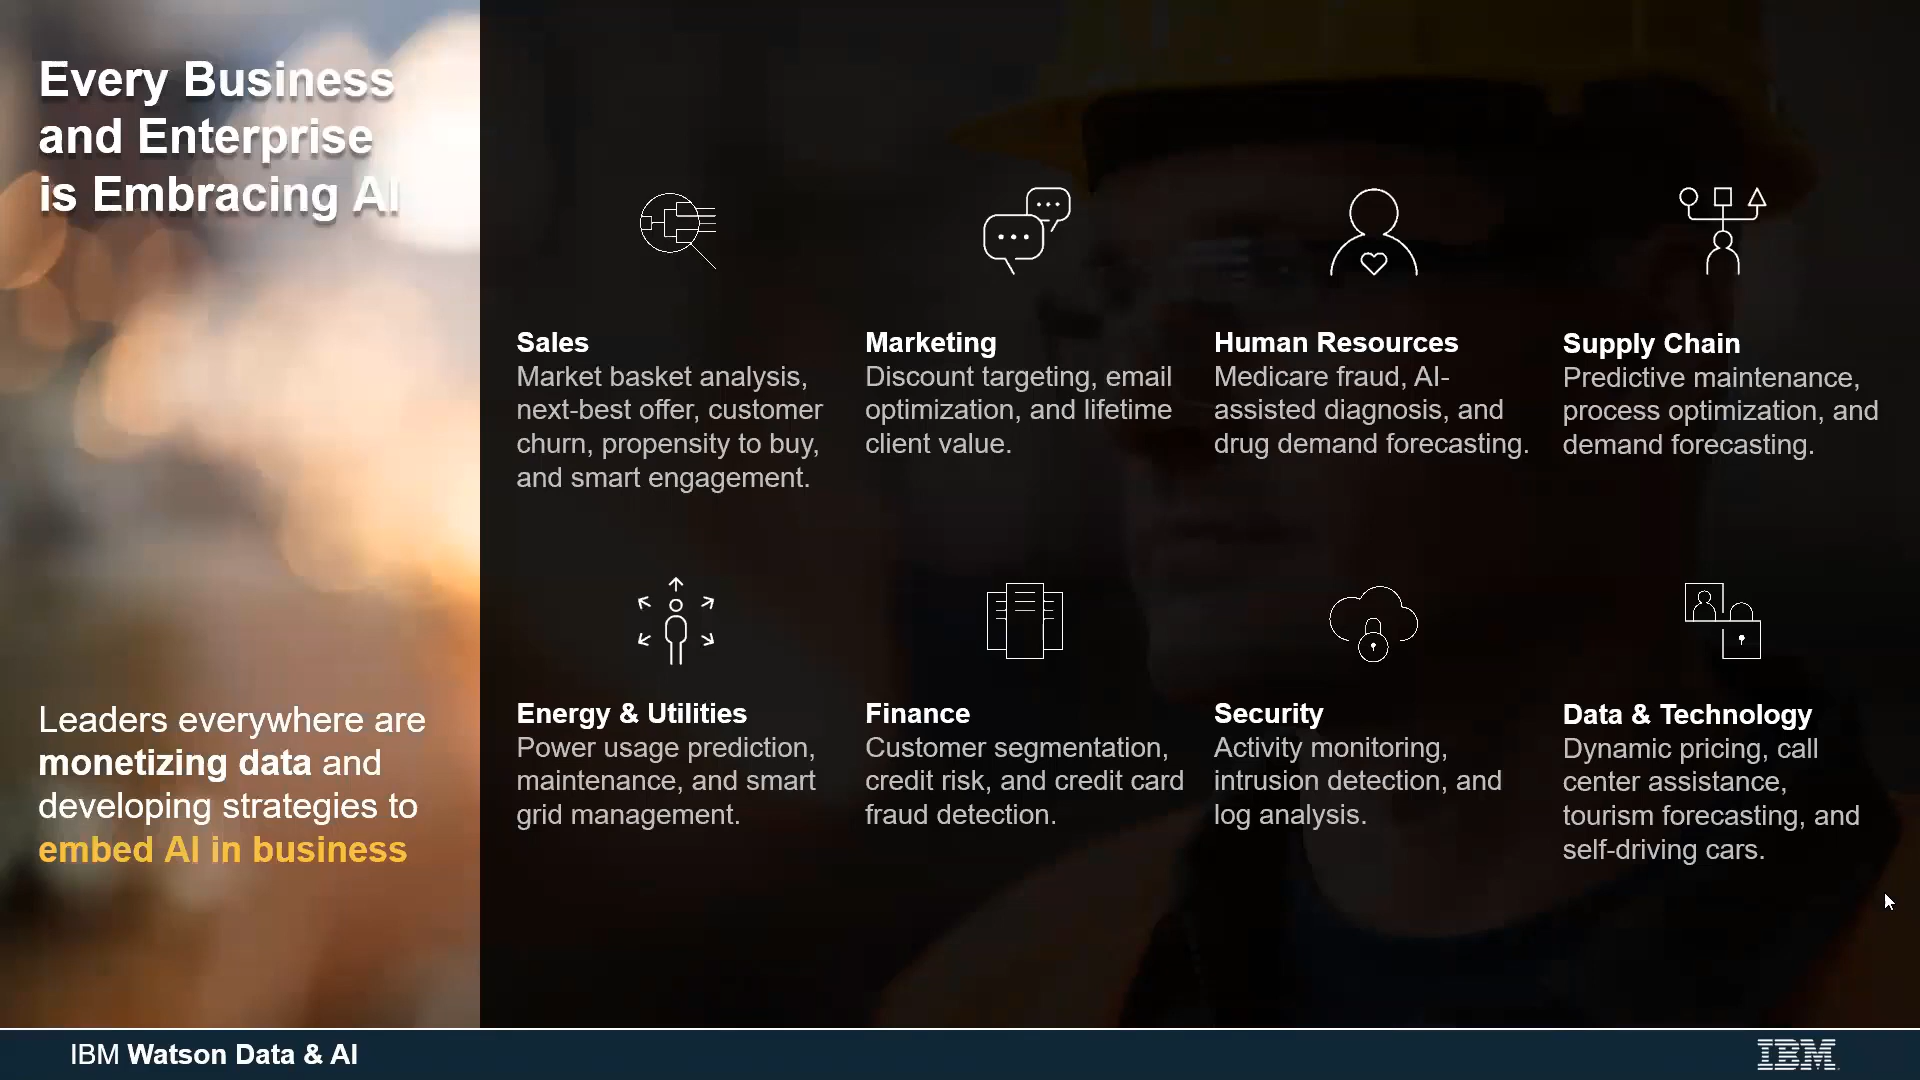 Every Business
and Enterprise
is Embracing AI
Leaders everywhere are
monetizing data and
developing strategies to
embed AI in business
Sales
Market basket analysis,
next-best offer, customer
churn, propensity to buy,
and smart engagement.
Marketing
Discount targeting, email
optimization, and lifetime
client value.
Human Resources
Medicare fraud, AI-
assisted diagnosis, and
drug demand forecasting.
Supply Chain
Predictive maintenance,
process optimization, and
demand forecasting.
Energy & Utilities
Power usage prediction,
maintenance, and smart
grid management.
Finance
Customer segmentation,
credit risk, and credit card
fraud detection.
Security
Activity monitoring,
intrusion detection, and
log analysis.
Data & Technology
Dynamic pricing, call
center assistance,
tourism forecasting, and
self-driving cars.
IBM Watson Data & AI
IBM